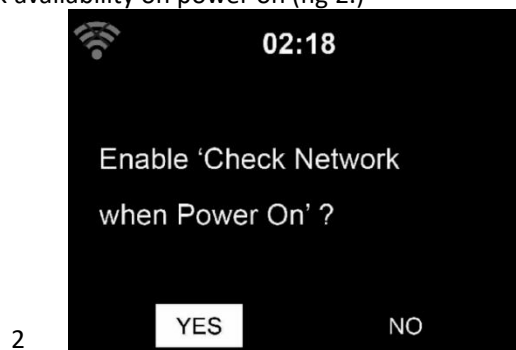 availability on power on (fig 2.)
02:18
Enable ‘Check Network
when Power On’ ?
YES NO
2